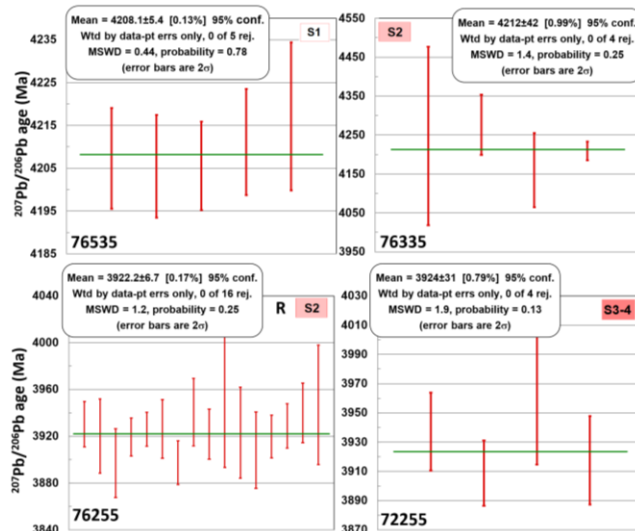 Mean = 4208.1±5.4 [0.13%] 95% conf.
Wtd by data-pt errs only, 0 of 5 rej.
MSWD = 0.44, probability = 0.78
(error bars are 2σ)
S1
4235
4225
4215
4205
4195
4185
²⁰⁷Pb/²⁰⁶Pb age (Ma)
76535
S2
Mean = 4212±42 [0.99%] 95% conf.
Wtd by data-pt errs only, 0 of 4 rej.
MSWD = 1.4, probability = 0.25
(error bars are 2σ)
4550
4450
4350
4250
4150
4050
3950
76335
Mean = 3922.2±6.7 [0.17%] 95% conf.
Wtd by data-pt errs only, 0 of 16 rej.
MSWD = 1.2, probability = 0.25
(error bars are 2σ)
R S2
4040
4000
3960
3920
3880
3840
²⁰⁷Pb/²⁰⁶Pb age (Ma)
76255
Mean = 3924±31 [0.79%] 95% conf.
Wtd by data-pt errs only, 0 of 4 rej.
MSWD = 1.9, probability = 0.13
(error bars are 2σ)
S3-4
4030
4010
3990
3970
3950
3930
3910
3890
3870
72255